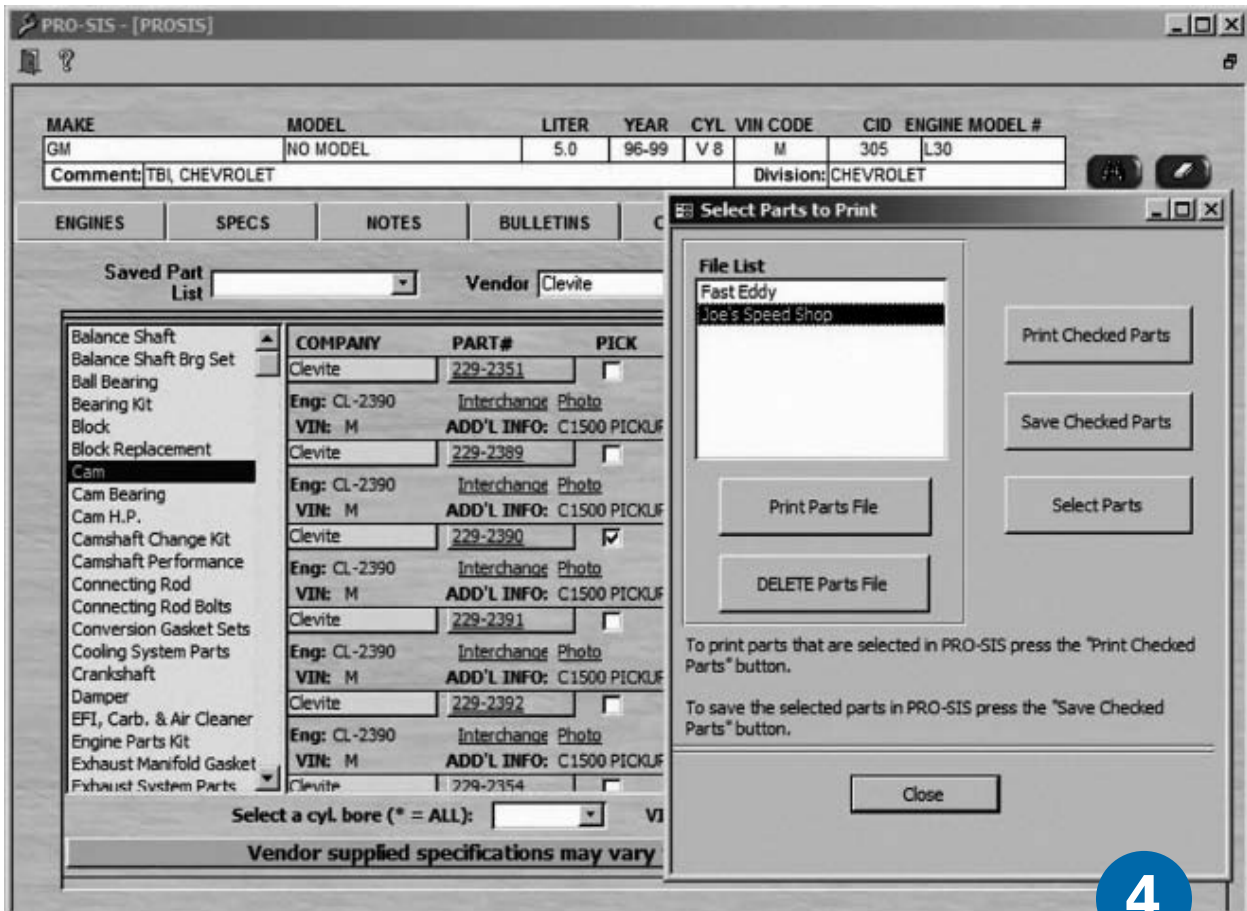 PRO-SIS - [PROSIS]
MAKE MODEL LITER YEAR CYL VIN CODE CID ENGINE MODEL #
GM NO MODEL 5.0 96-99 V 8 M 305 L30
Comment: TBI, CHEVROLET Division: CHEVROLET
ENGINES SPECS NOTES BULLETINS C
Saved Part List Vendor Clevite
Balance Shaft
Balance Shaft Brg Set
Ball Bearing
Bearing Kit
Block
Block Replacement
Cam
Cam Bearing
Cam H.P.
Camshaft Change Kit
Camshaft Performance
Connecting Rod
Connecting Rod Bolts
Conversion Gasket Sets
Cooling System Parts
Crankshaft
Damper
EFI, Carb. & Air Cleaner
Engine Parts Kit
Exhaust Manifold Gasket
Exhaust System Parts
COMPANY PART# PICK
Clevite 229-2351
Eng: CL-2390 Interchange Photo
VIN: M ADD'L INFO: C1500 PICKUP
Clevite 229-2389
Eng: CL-2390 Interchange Photo
VIN: M ADD'L INFO: C1500 PICKUP
Clevite 229-2390
Eng: CL-2390 Interchange Photo
VIN: M ADD'L INFO: C1500 PICKUP
Clevite 229-2391
Eng: CL-2390 Interchange Photo
VIN: M ADD'L INFO: C1500 PICKUP
Clevite 229-2392
Eng: CL-2390 Interchange Photo
VIN: M ADD'L INFO: C1500 PICKUP
Clevite 229-2354
Select a cyl. bore (* = ALL): VI
Vendor supplied specifications may vary
Select Parts to Print
File List
Fast Eddy
Joe's Speed Shop
Print Parts File
DELETE Parts File
Print Checked Parts
Save Checked Parts
Select Parts
To print parts that are selected in PRO-SIS press the "Print Checked
Parts" button.
To save the selected parts in PRO-SIS press the "Save Checked
Parts" button.
Close
4